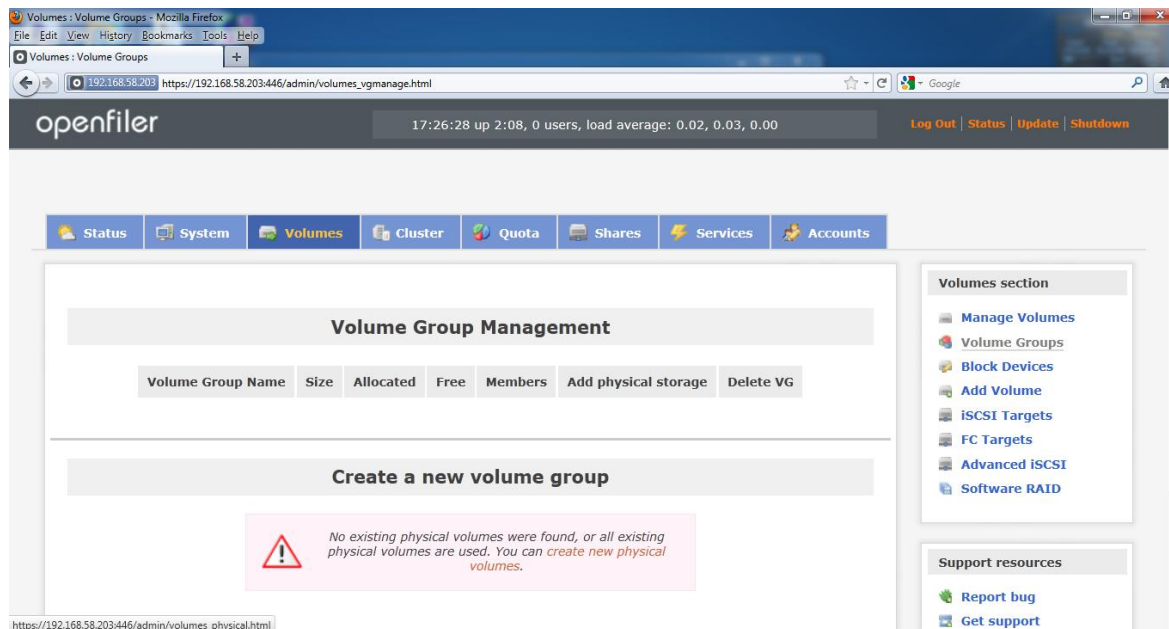 Volumes : Volume Groups - Mozilla Firefox
File Edit View History Bookmarks Tools Help
Volumes : Volume Groups +
192.168.58.203 https://192.168.58.203:446/admin/volumes_vgmanage.html Google
openfiler 17:26:28 up 2:08, 0 users, load average: 0.02, 0.03, 0.00 Log Out | Status | Update | Shutdown
Status System Volumes Cluster Quota Shares Services Accounts
Volume Group Management
Volume Group Name Size Allocated Free Members Add physical storage Delete VG
Create a new volume group
No existing physical volumes were found, or all existing
physical volumes are used. You can create new physical
volumes.
Volumes section
Manage Volumes
Volume Groups
Block Devices
Add Volume
iSCSI Targets
FC Targets
Advanced iSCSI
Software RAID
Support resources
Report bug
Get support
https://192.168.58.203:446/admin/volumes_physical.html